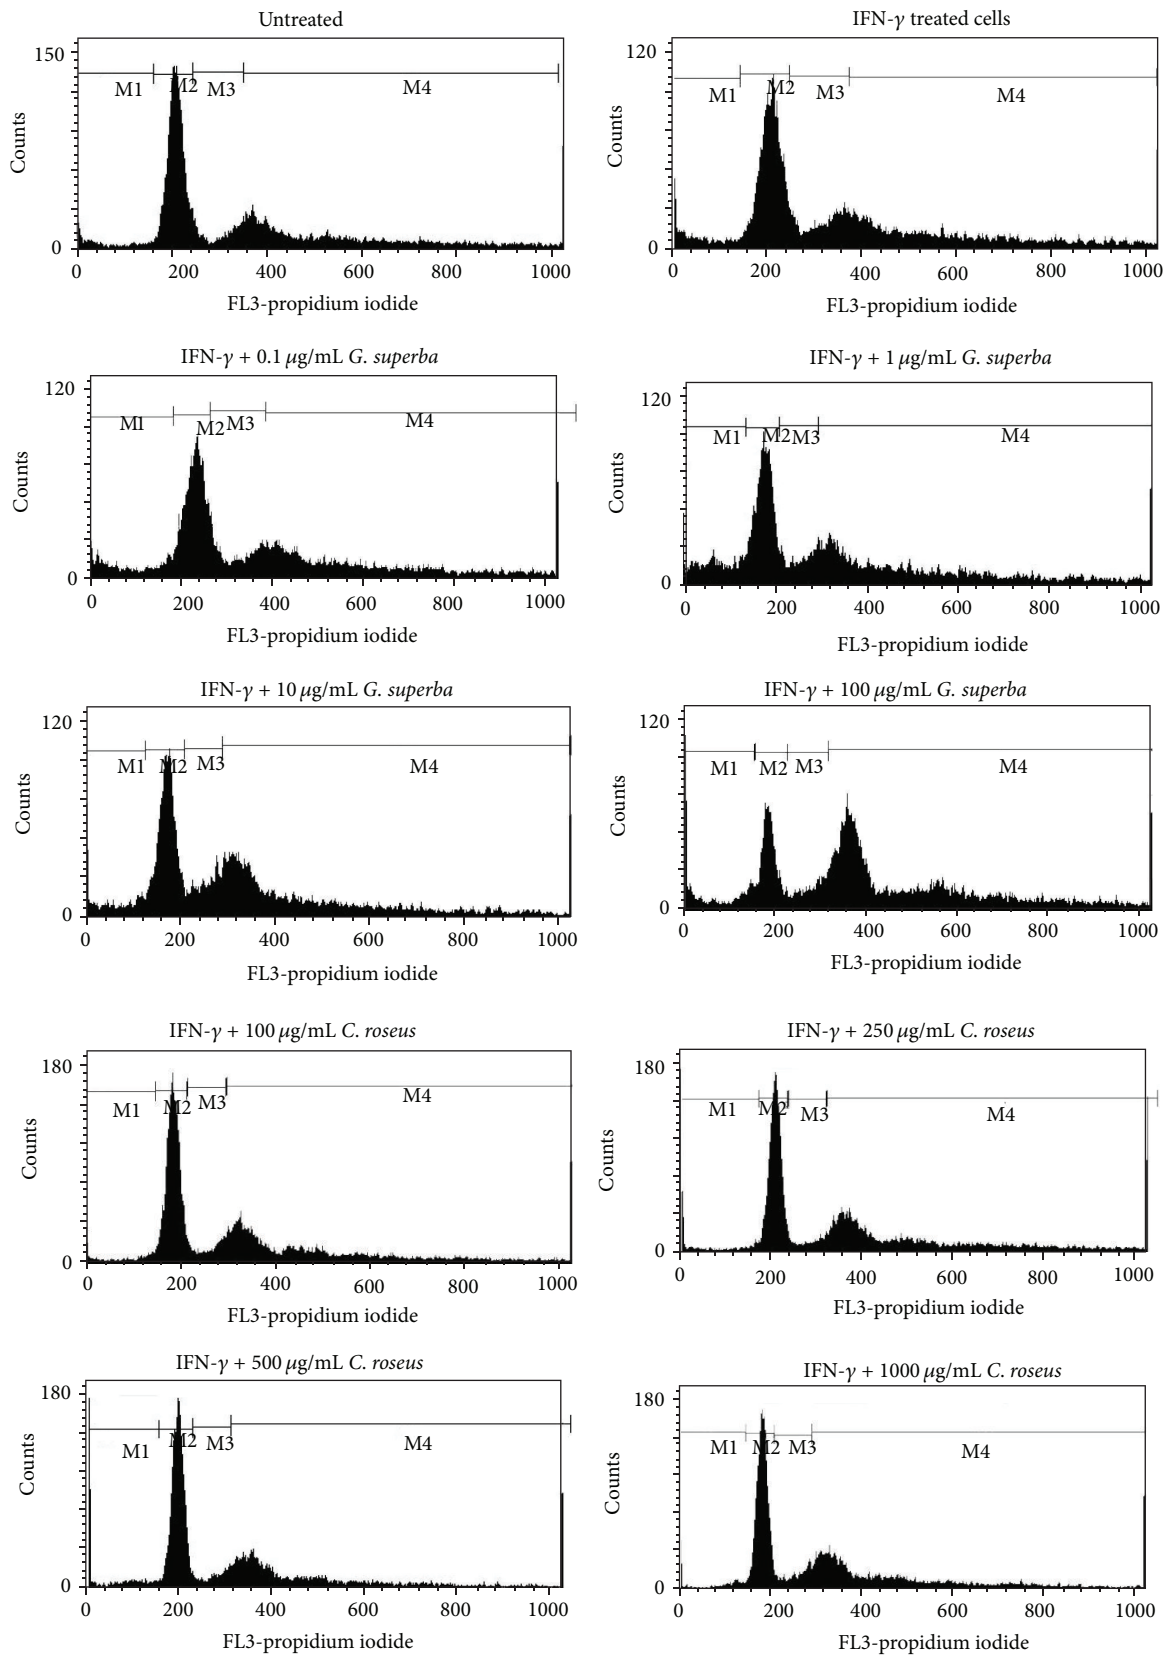 Untreated
150
M1 M2 M3 M4
Counts
0
0 200 400 600 800 1000
FL3-propidium iodide
IFN-γ treated cells
120
M1 M2 M3 M4
Counts
0
0 200 400 600 800 1000
FL3-propidium iodide
IFN-γ + 0.1 μg/mL G. superba
120
M1 M2 M3 M4
Counts
0
0 200 400 600 800 1000
FL3-propidium iodide
IFN-γ + 1 μg/mL G. superba
120
M1 M2 M3 M4
Counts
0
0 200 400 600 800 1000
FL3-propidium iodide
IFN-γ + 10 μg/mL G. superba
120
M1 M2 M3 M4
Counts
0
0 200 400 600 800 1000
FL3-propidium iodide
IFN-γ + 100 μg/mL G. superba
120
M1 M2 M3 M4
Counts
0
0 200 400 600 800 1000
FL3-propidium iodide
IFN-γ + 100 μg/mL C. roseus
180
M1 M2 M3 M4
Counts
0
0 200 400 600 800 1000
FL3-propidium iodide
IFN-γ + 250 μg/mL C. roseus
180
M1 M2 M3 M4
Counts
0
0 200 400 600 800 1000
FL3-propidium iodide
IFN-γ + 500 μg/mL C. roseus
180
M1 M2 M3 M4
Counts
0
0 200 400 600 800 1000
FL3-propidium iodide
IFN-γ + 1000 μg/mL C. roseus
180
M1 M2 M3 M4
Counts
0
0 200 400 600 800 1000
FL3-propidium iodide